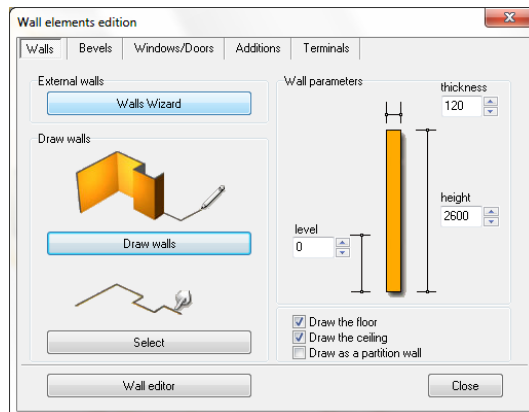 Wall elements edition
Walls Bevels Windows/Doors Additions Terminals
External walls
Walls Wizard
Draw walls
Draw walls
Select
Wall parameters
thickness
120
height
2600
level
0
Draw the floor
Draw the ceiling
Draw as a partition wall
Wall editor
Close